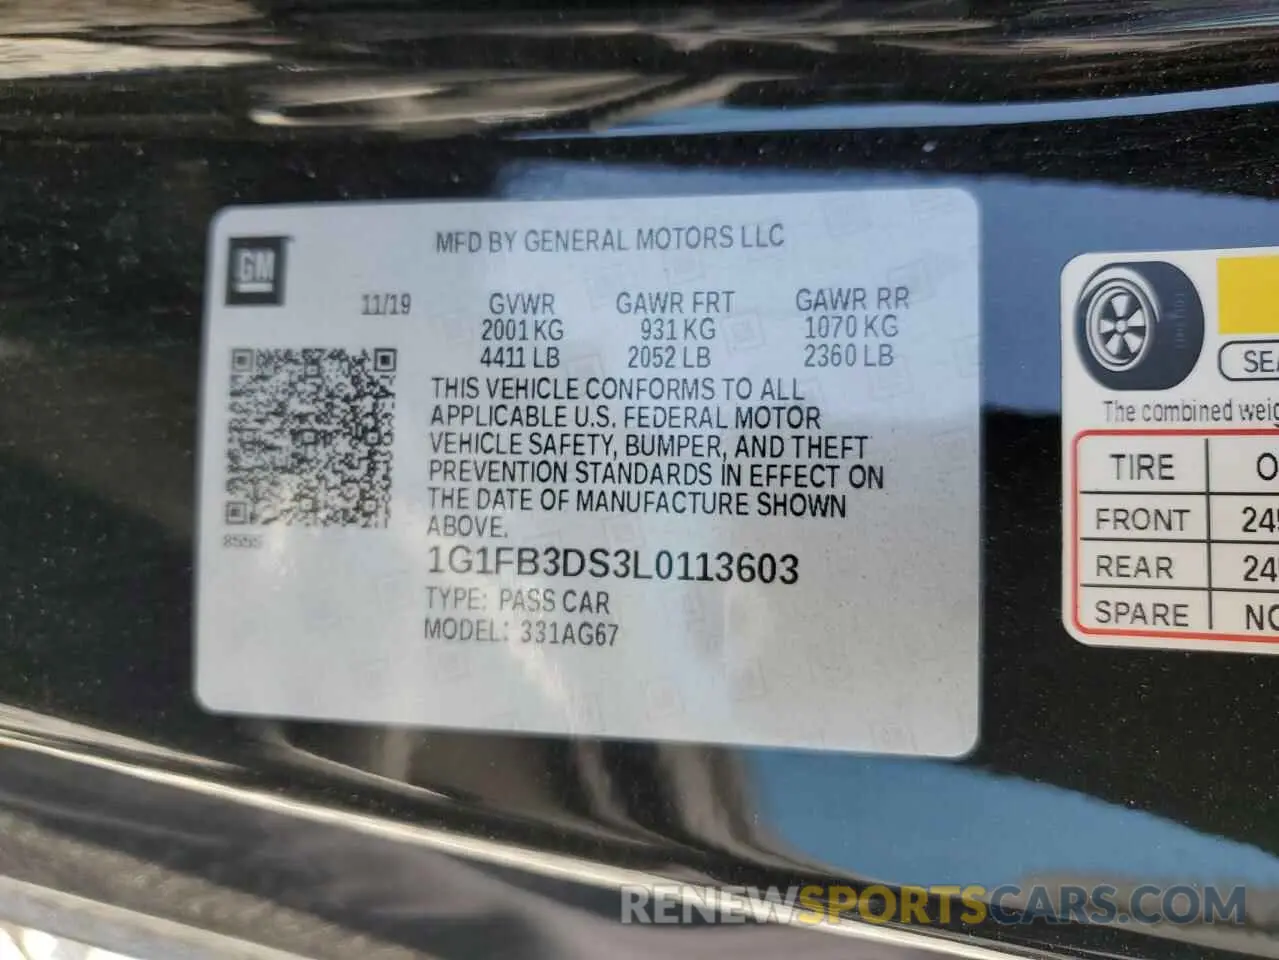 MFD BY GENERAL MOTORS LLC
GM
11/19
GVWR GAWR FRT GAWR RR
2001 KG 931 KG 1070 KG
4411 LB 2052 LB 2360 LB
THIS VEHICLE CONFORMS TO ALL
APPLICABLE U.S. FEDERAL MOTOR
VEHICLE SAFETY, BUMPER, AND THEFT
PREVENTION STANDARDS IN EFFECT ON
THE DATE OF MANUFACTURE SHOWN
ABOVE.
8555
1G1FB3DS3L0113603
TYPE: PASS CAR
MODEL: 331AG67
The combined
TIRE
FRONT
REAR
SPARE
RENEWSPORTSCARS.COM